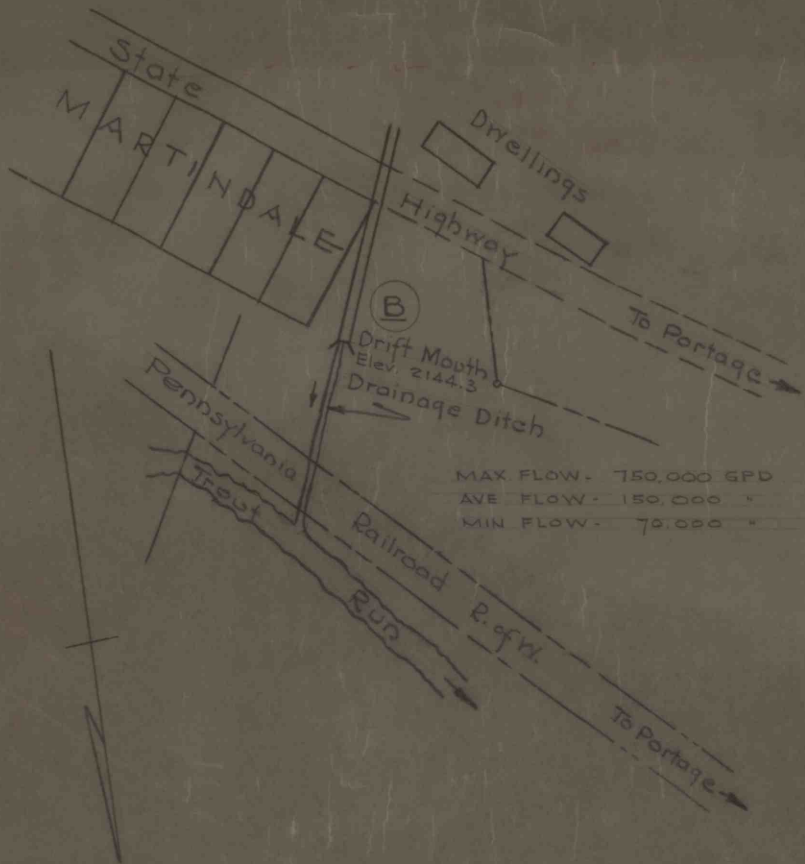 State
MARTINDALE
Dwellings
Highway
To Portage
B
Drift Mouth
Elev. 2144.3
Drainage Ditch
Pennsylvania
Railroad R. of W.
Trout
Run
MAX FLOW - 750.000 GPD
AVE FLOW - 150.000 "
MIN FLOW - 70.000 "
To Portage